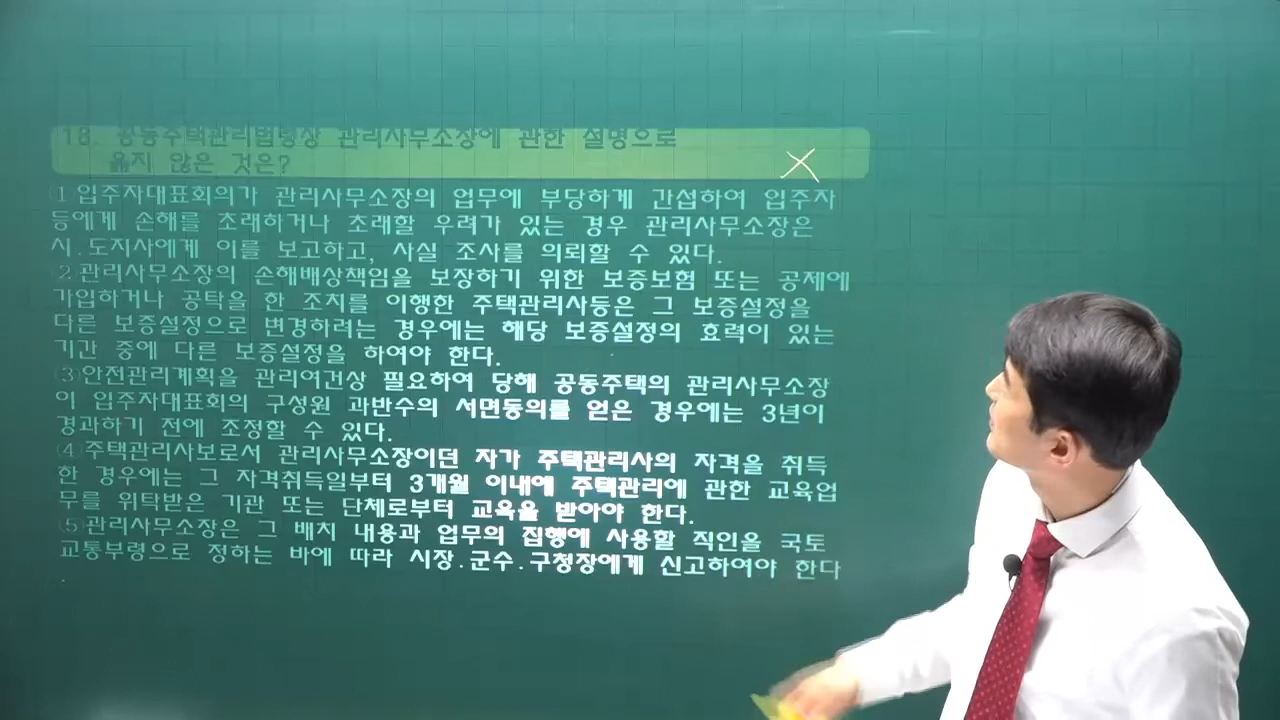 18. 공동주택관리법령상 관리사무소장에 관한 설명으로
옳지 않은 것은?
(1)입주자대표회의가 관리사무소장의 업무에 부당하게 간섭하여 입주자
등에게 손해를 초래하거나 초래할 우려가 있는 경우 관리사무소장은
시.도지사에게 이를 보고하고, 사실 조사를 의뢰할 수 있다.
(2)관리사무소장의 손해배상책임을 보장하기 위한 보증보험 또는 공제에
가입하거나 공탁을 한 조치를 이행한 주택관리사등은 그 보증설정을
다른 보증설정으로 변경하려는 경우에는 해당 보증설정의 효력이 있는
기간 중에 다른 보증설정을 하여야 한다.
(3)안전관리계획을 관리여건상 필요하여 당해 공동주택의 관리사무소장
이 입주자대표회의 구성원 과반수의 서면동의를 얻은 경우에는 3년이
경과하기 전에 조정할 수 있다.
(4)주택관리사보로서 관리사무소장이던 자가 주택관리사의 자격을 취득
한 경우에는 그 자격취득일부터 3개월 이내에 주택관리에 관한 교육업
무를 위탁받은 기관 또는 단체로부터 교육을 받아야 한다.
(5)관리사무소장은 그 배치 내용과 업무의 집행에 사용할 직인을 국토
교통부령으로 정하는 바에 따라 시장.군수.구청장에게 신고하여야 한다
.